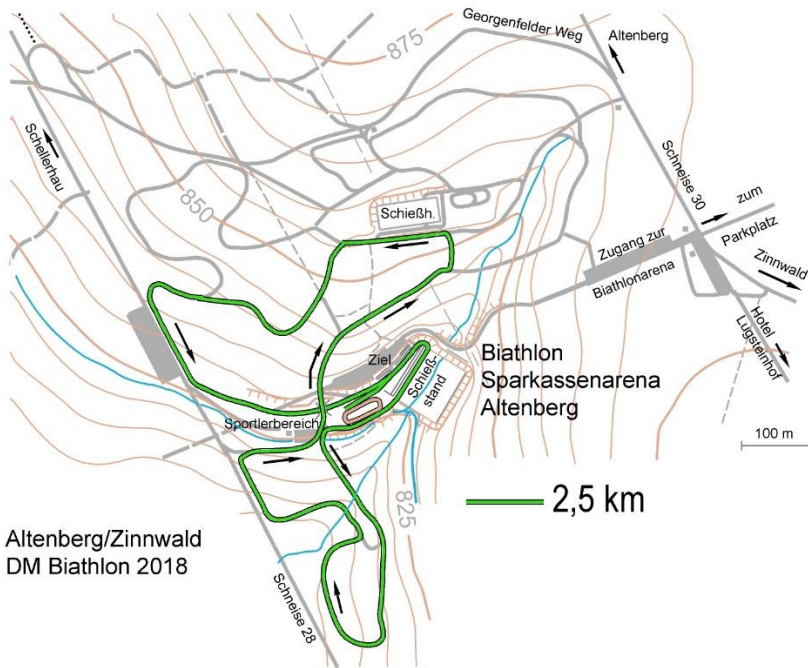 Georgenfelder Weg
875
Altenberg
Schellerhau
850
Schneise 30
Schießh.
zum
Parkplatz
Zugang zur
Biathlonarena
Zinnwald
Hotel
Lugsteinhof
Ziel
Schieß-
stand
Biathlon
Sparkassenarena
Altenberg
Sportlerbereich
100 m
825
2,5 km
Altenberg/Zinnwald
DM Biathlon 2018
Schneise 28